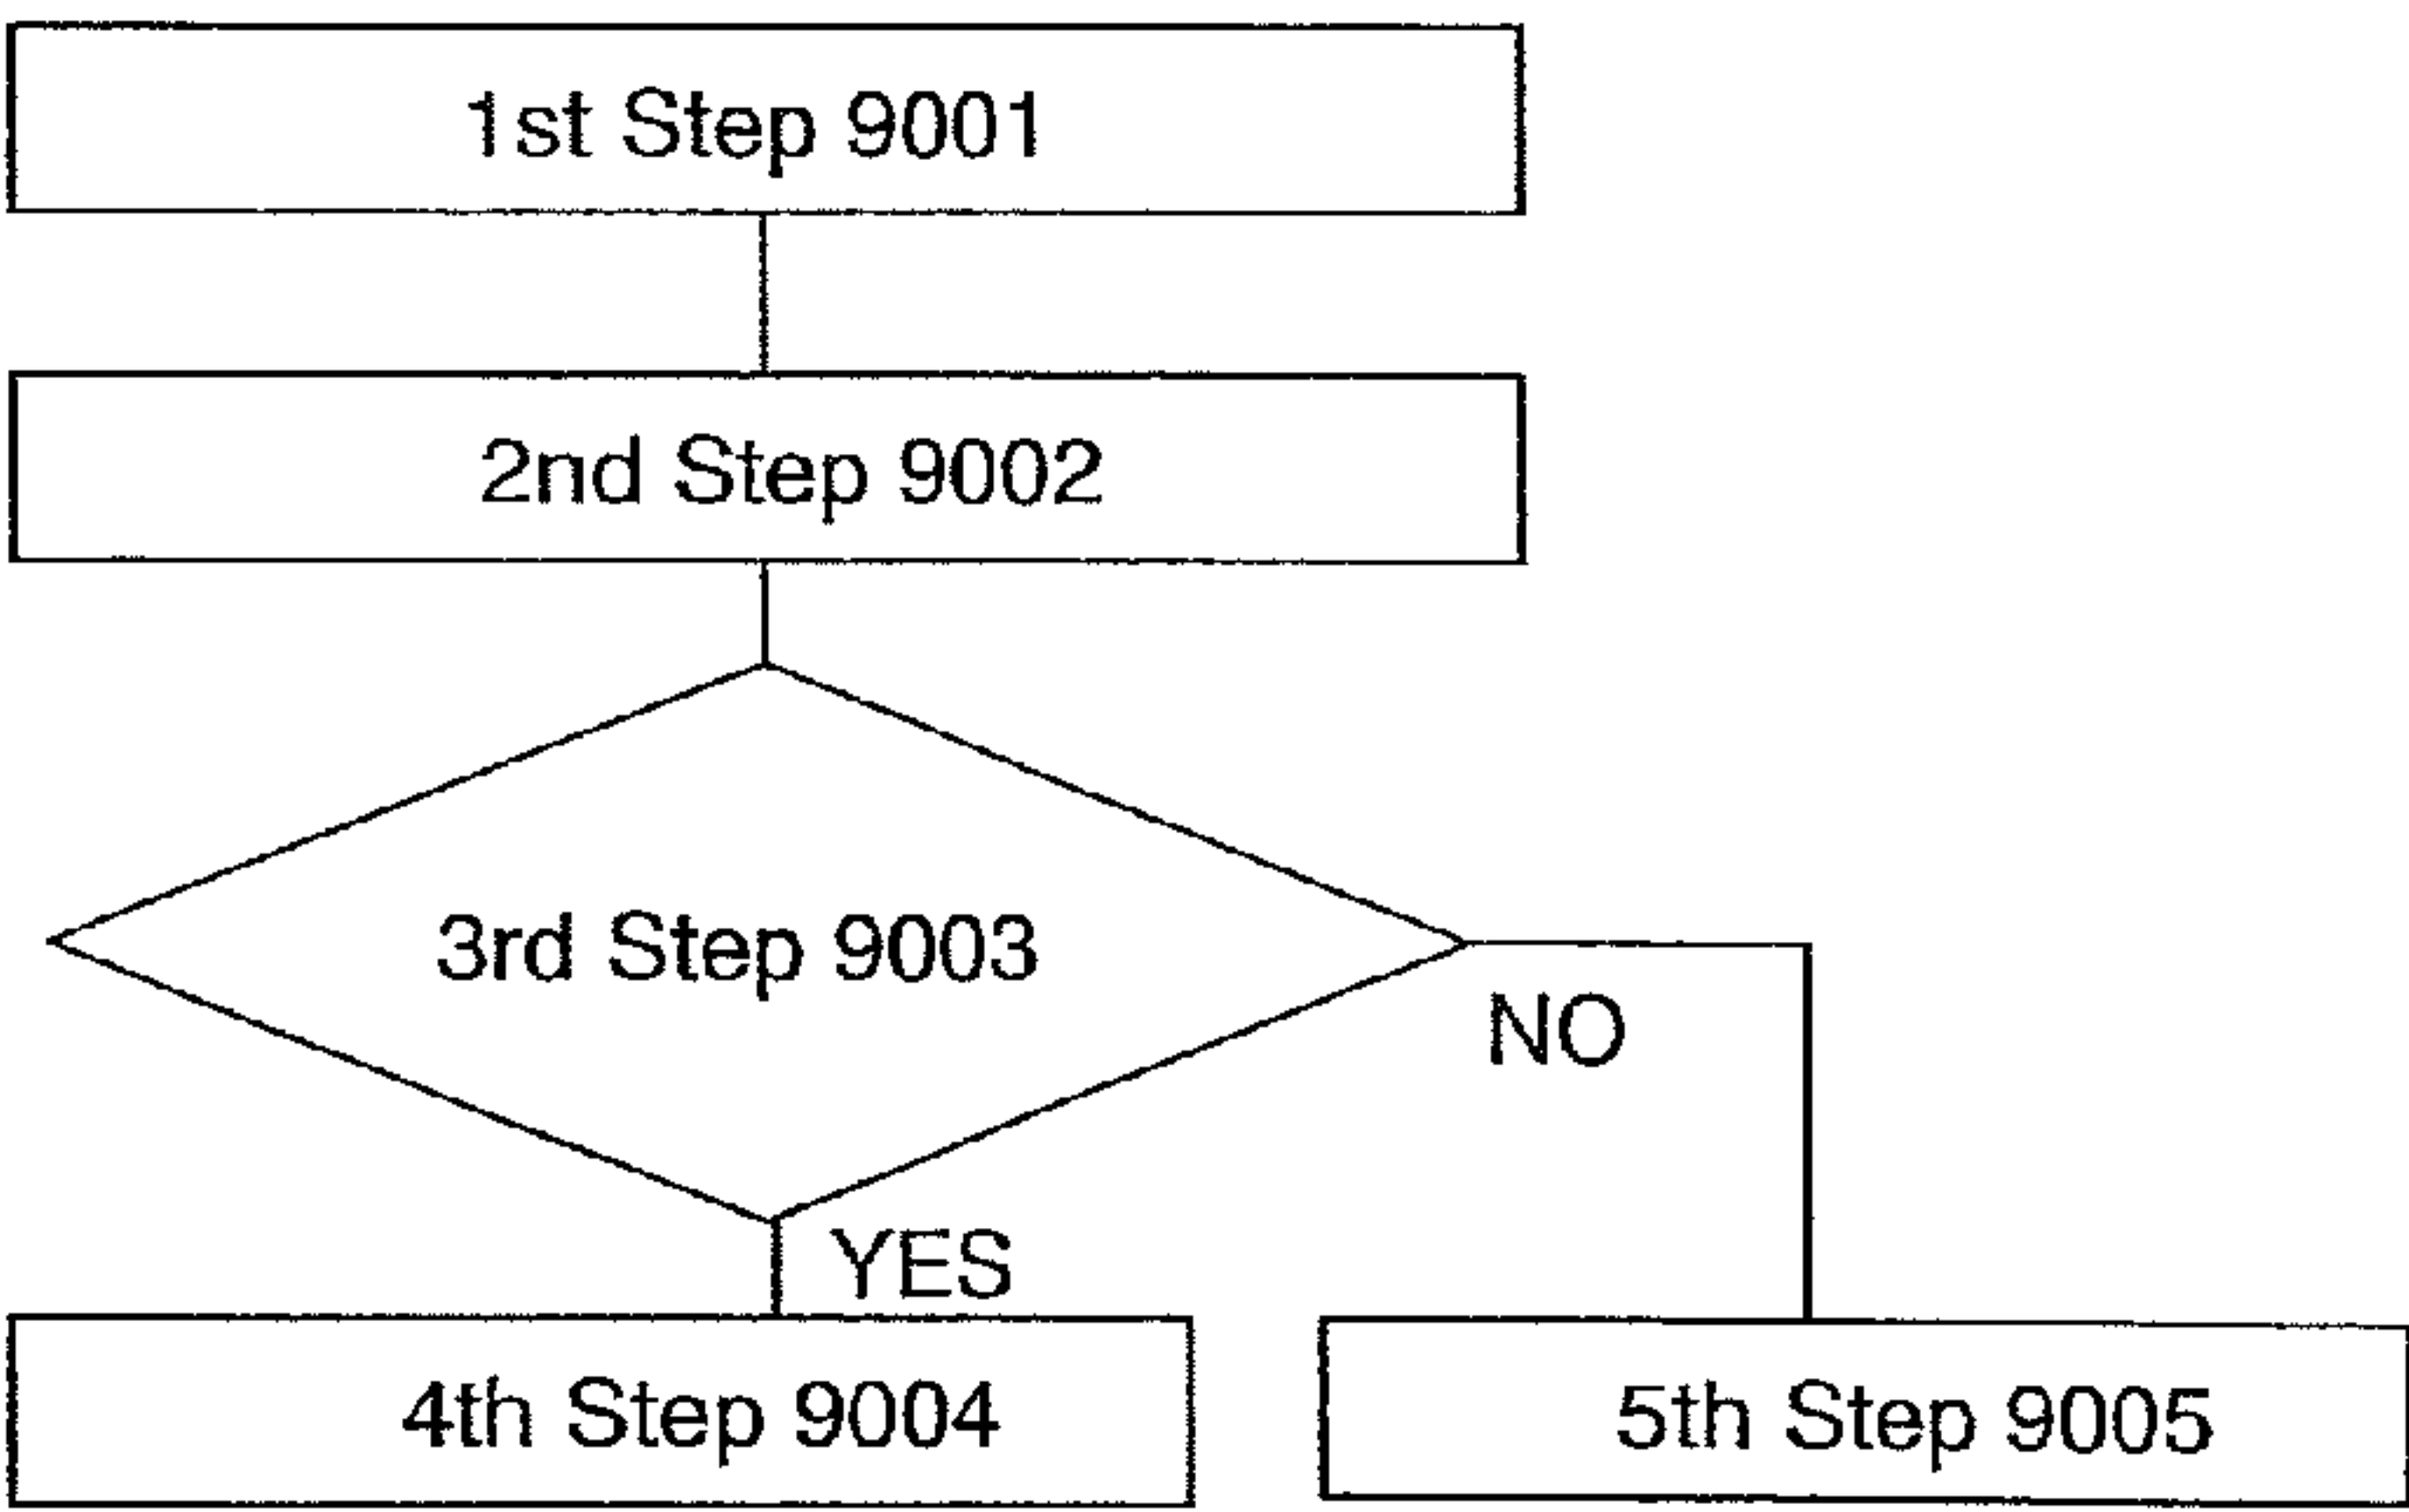 1st Step 9001
2nd Step 9002
3rd Step 9003
NO
YES
4th Step 9004
5th Step 9005